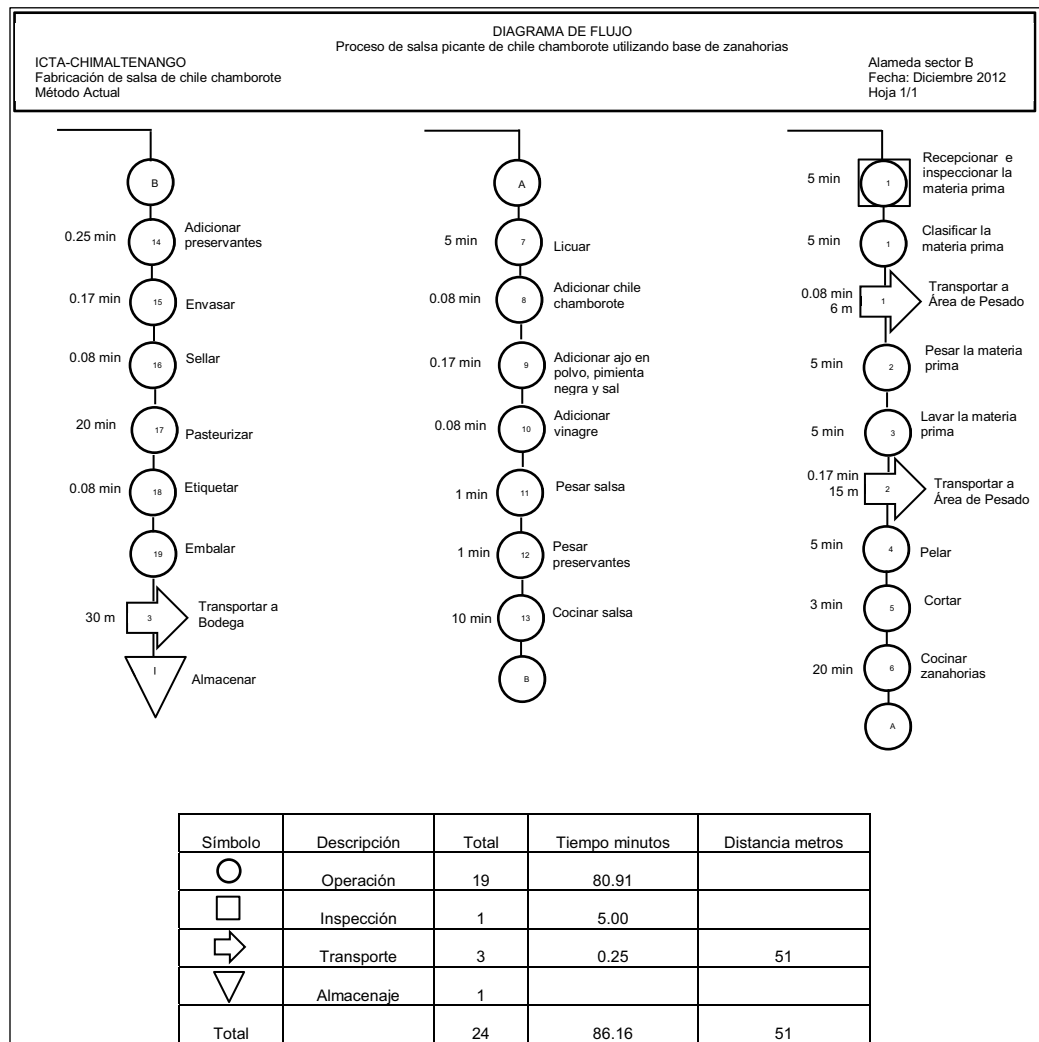 DIAGRAMA DE FLUJO
Proceso de salsa picante de chile chamborote utilizando base de zanahorias
ICTA-CHIMALTENANGO
Fabricación de salsa de chile chamborote
Método Actual
Alameda sector B
Fecha: Diciembre 2012
Hoja 1/1
B
0.25 min
14
Adicionar
preservantes
0.17 min
15
Envasar
0.08 min
16
Sellar
20 min
17
Pasteurizar
0.08 min
18
Etiquetar
19
Embalar
30 m
3
Transportar a
Bodega
I
Almacenar
A
5 min
7
Licuar
0.08 min
8
Adicionar chile
chamborote
0.17 min
9
Adicionar ajo en
polvo, pimienta
negra y sal
0.08 min
10
Adicionar
vinagre
1 min
11
Pesar salsa
1 min
12
Pesar
preservantes
10 min
13
Cocinar salsa
B
5 min
1
Recepcionar e
inspeccionar la
materia prima
5 min
1
Clasificar la
materia prima
0.08 min
6 m
1
Transportar a
Área de Pesado
5 min
2
Pesar la materia
prima
5 min
3
Lavar la materia
prima
0.17 min
15 m
2
Transportar a
Área de Pesado
5 min
4
Pelar
3 min
5
Cortar
20 min
6
Cocinar
zanahorias
A
Símbolo Descripción Total Tiempo minutos Distancia metros
Operación 19 80.91
Inspección 1 5.00
Transporte 3 0.25 51
Almacenaje 1
Total 24 86.16 51